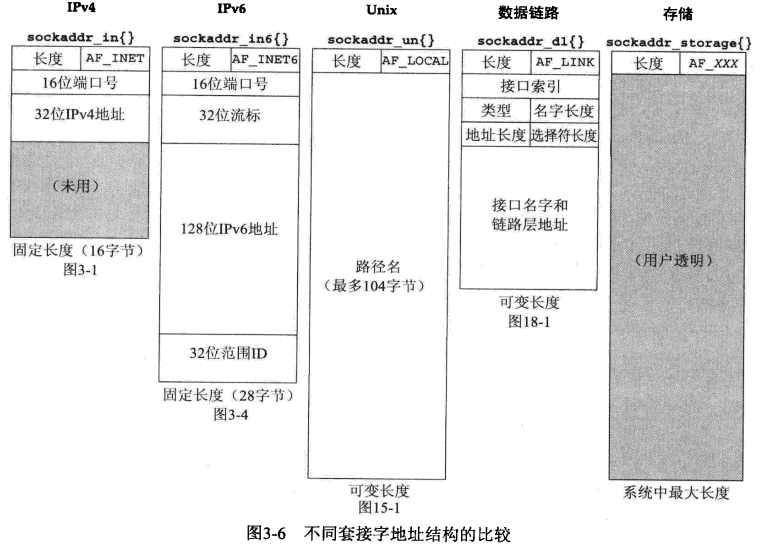 IPv4
IPv6
Unix
数据链路
存储
sockaddr_in{}
sockaddr_in6{}
sockaddr_un{}
sockaddr_dl{}
sockaddr_storage{}
长度 AF_INET
16位端口号
32位IPv4地址
（未用）
固定长度（16字节）
图3-1
长度 AF_INET6
16位端口号
32位流标
128位IPv6地址
32位范围ID
固定长度（28字节）
图3-4
长度 AF_LOCAL
路径名
（最多104字节）
可变长度
图15-1
长度 AF_LINK
接口索引
类型 名字长度
地址长度 选择符长度
接口名字和
链路层地址
可变长度
图18-1
长度 AF_XXX
（用户透明）
系统中最大长度
图3-6 不同套接字地址结构的比较